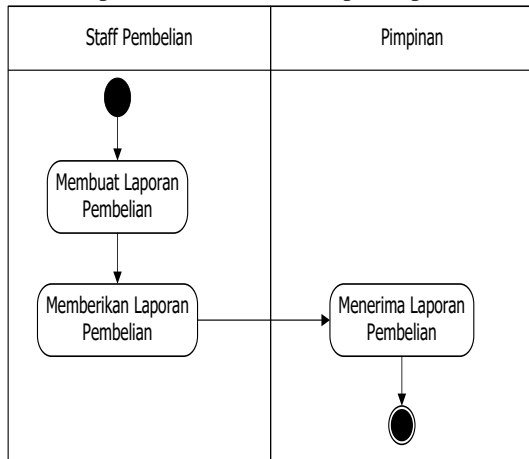 Staff Pembelian
Pimpinan
Membuat Laporan
Pembelian
Memberikan Laporan
Pembelian
Menerima Laporan
Pembelian